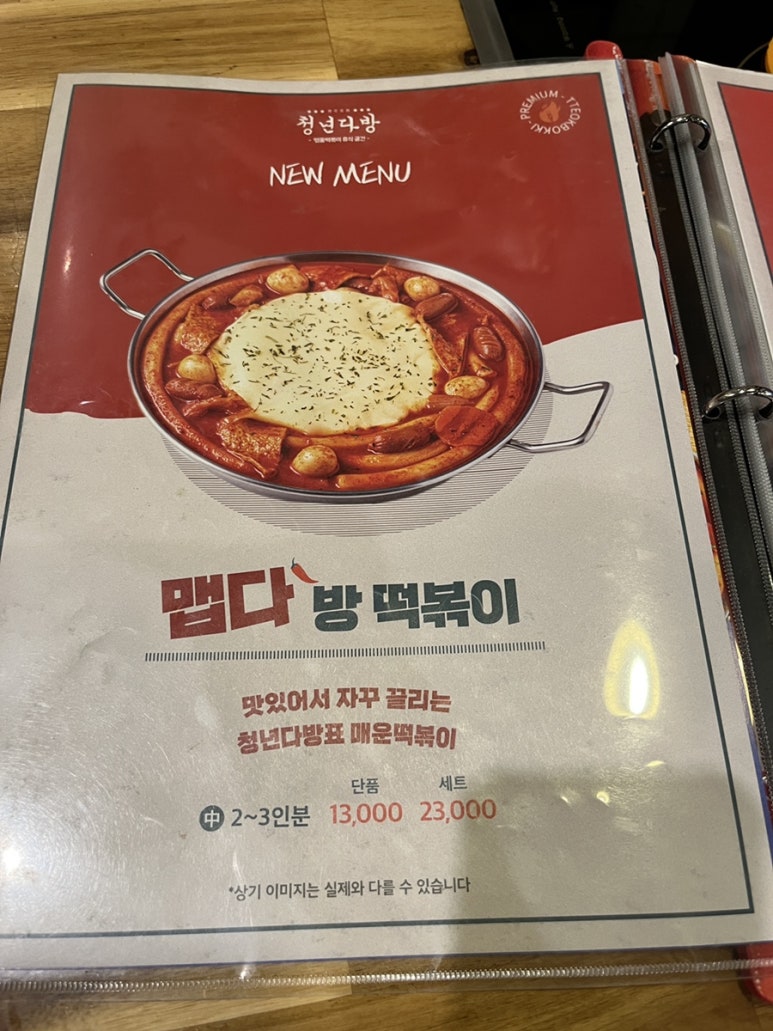 청년다방
NEW MENU
PREMIUM - TTEOKBOKKI -
맵다방 떡볶이
맛있어서 자꾸 끌리는
청년다방표 매운떡볶이
단품 세트
中 2~3인분 13,000 23,000
*상기 이미지는 실제와 다를 수 있습니다